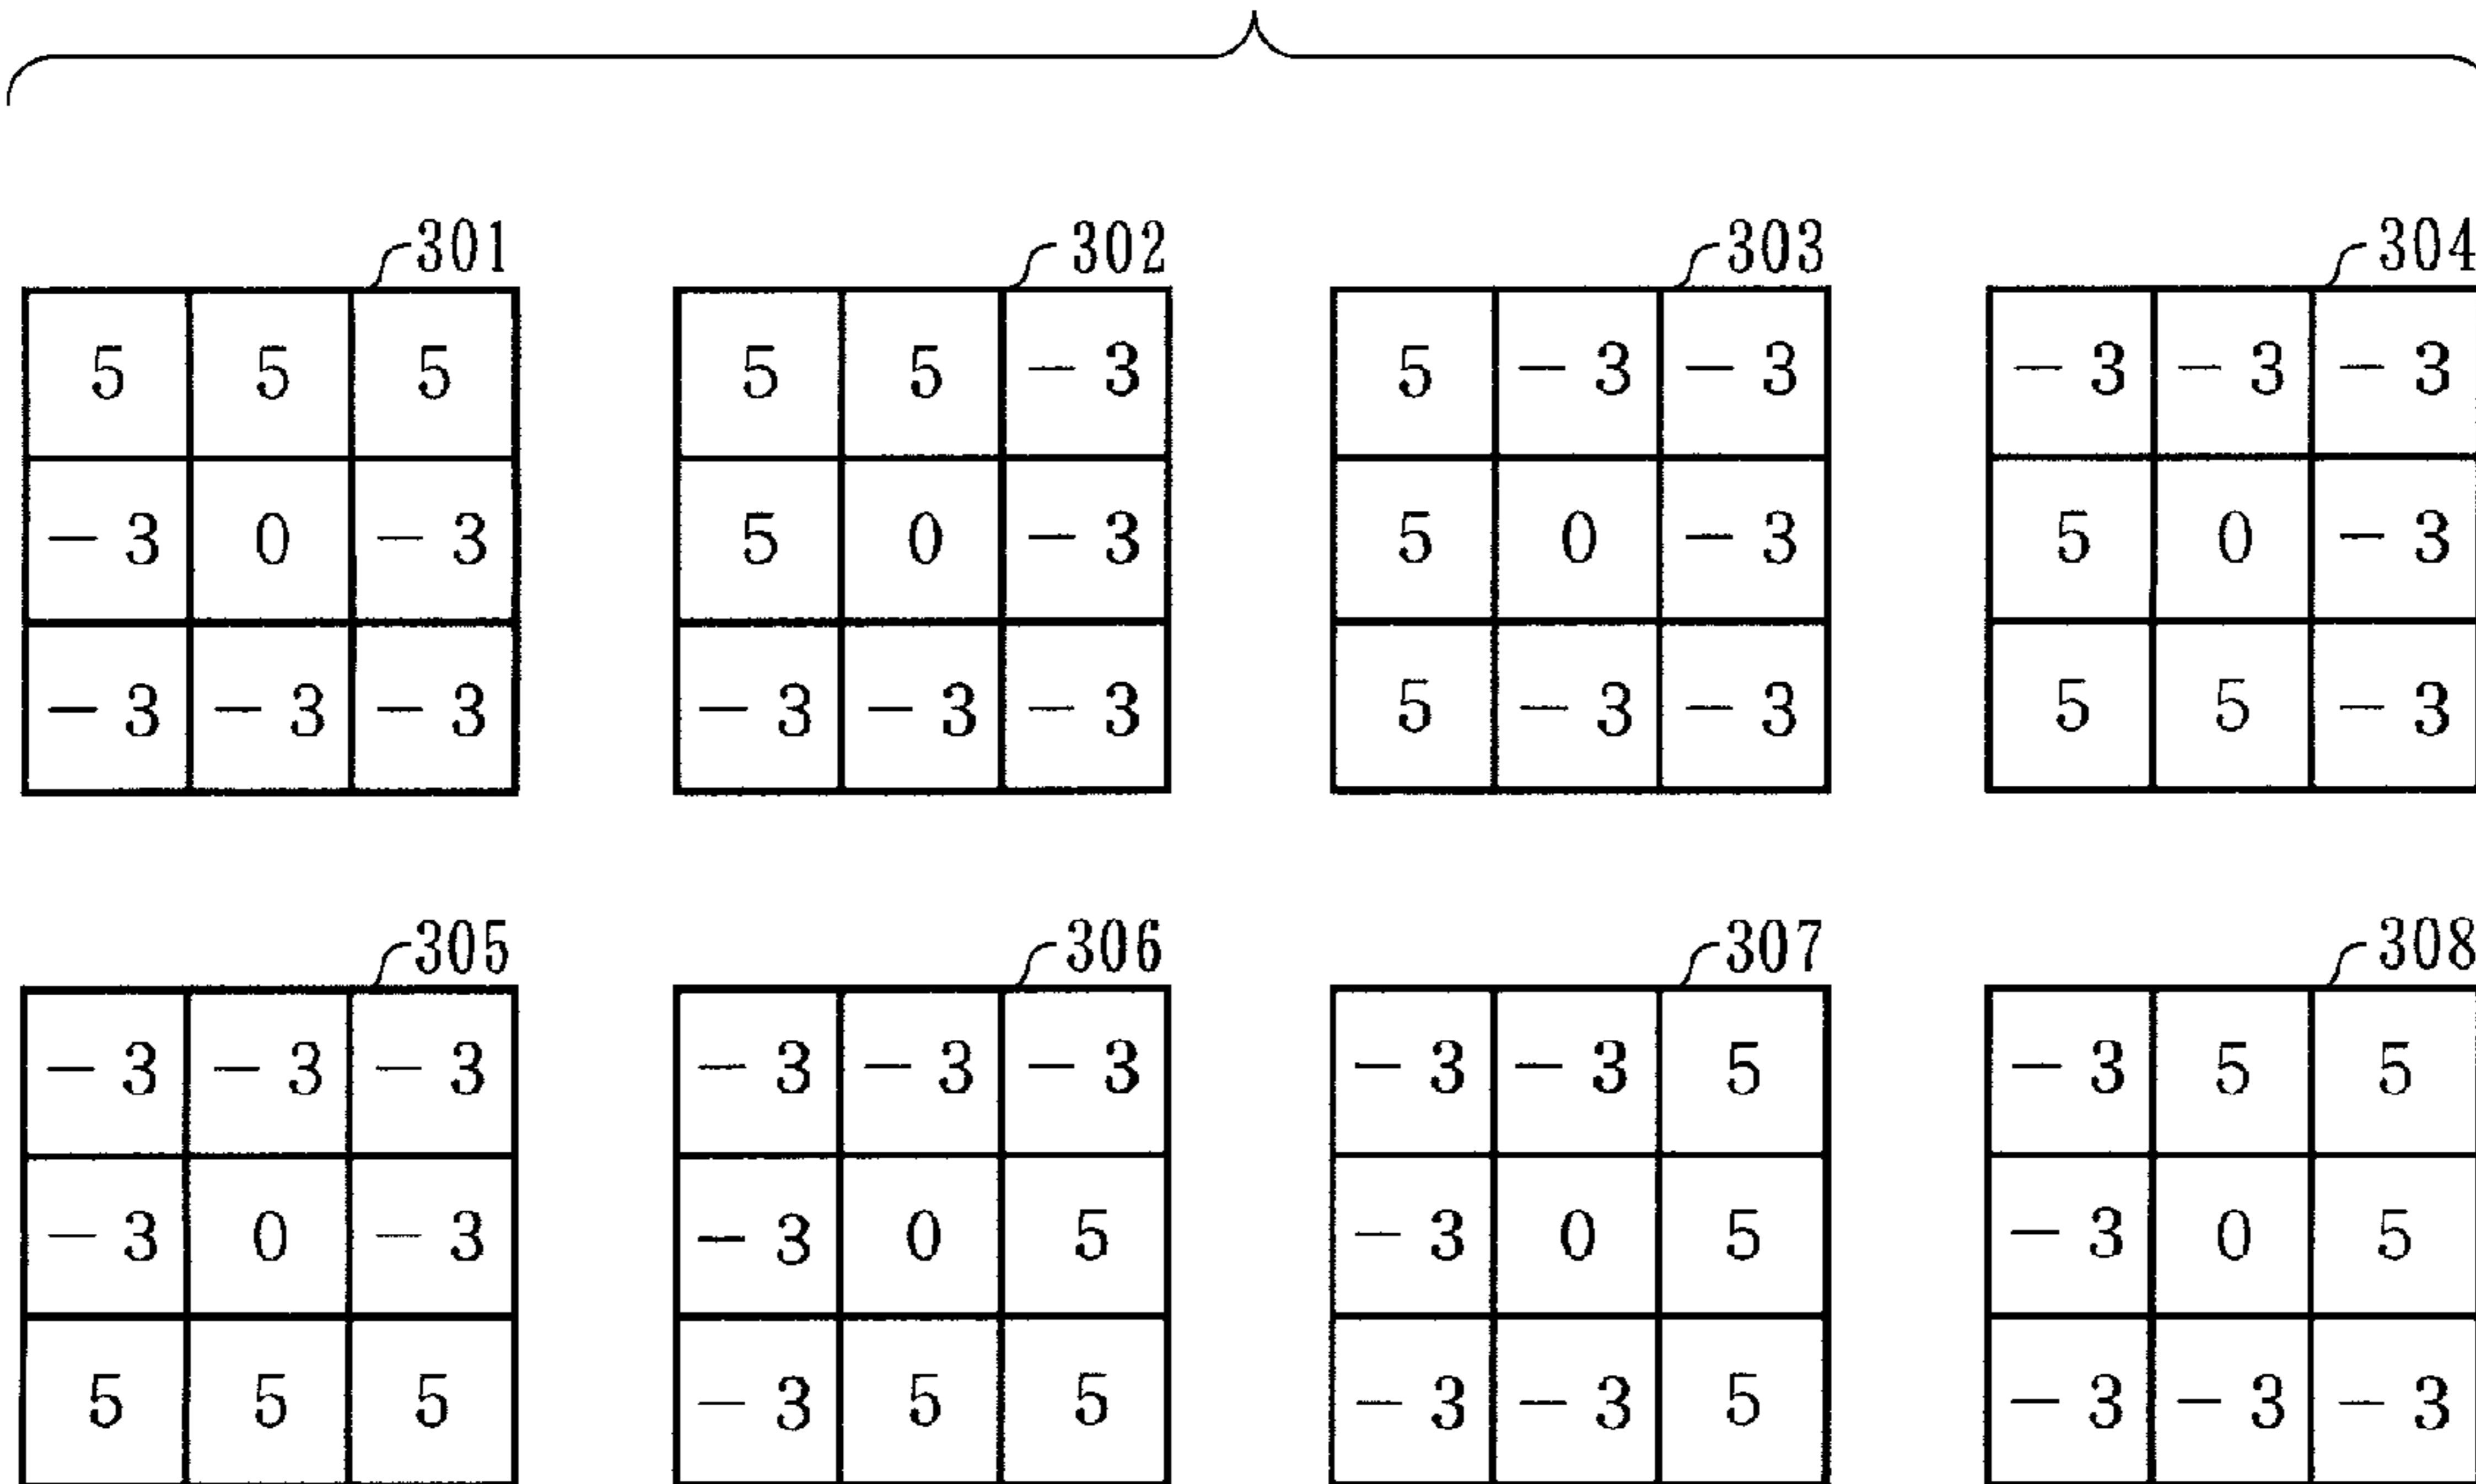 301 302 303 304
5 5 5 5 5 − 3 5 − 3 − 3 − 3 − 3 − 3
− 3 0 − 3 5 0 − 3 5 0 − 3 5 0 − 3
− 3 − 3 − 3 − 3 − 3 − 3 5 − 3 − 3 5 5 − 3
305 306 307 308
− 3 − 3 − 3 − 3 − 3 − 3 − 3 − 3 5 − 3 5 5
− 3 0 − 3 − 3 0 5 − 3 0 5 − 3 0 5
5 5 5 − 3 5 5 − 3 − 3 5 − 3 − 3 − 3